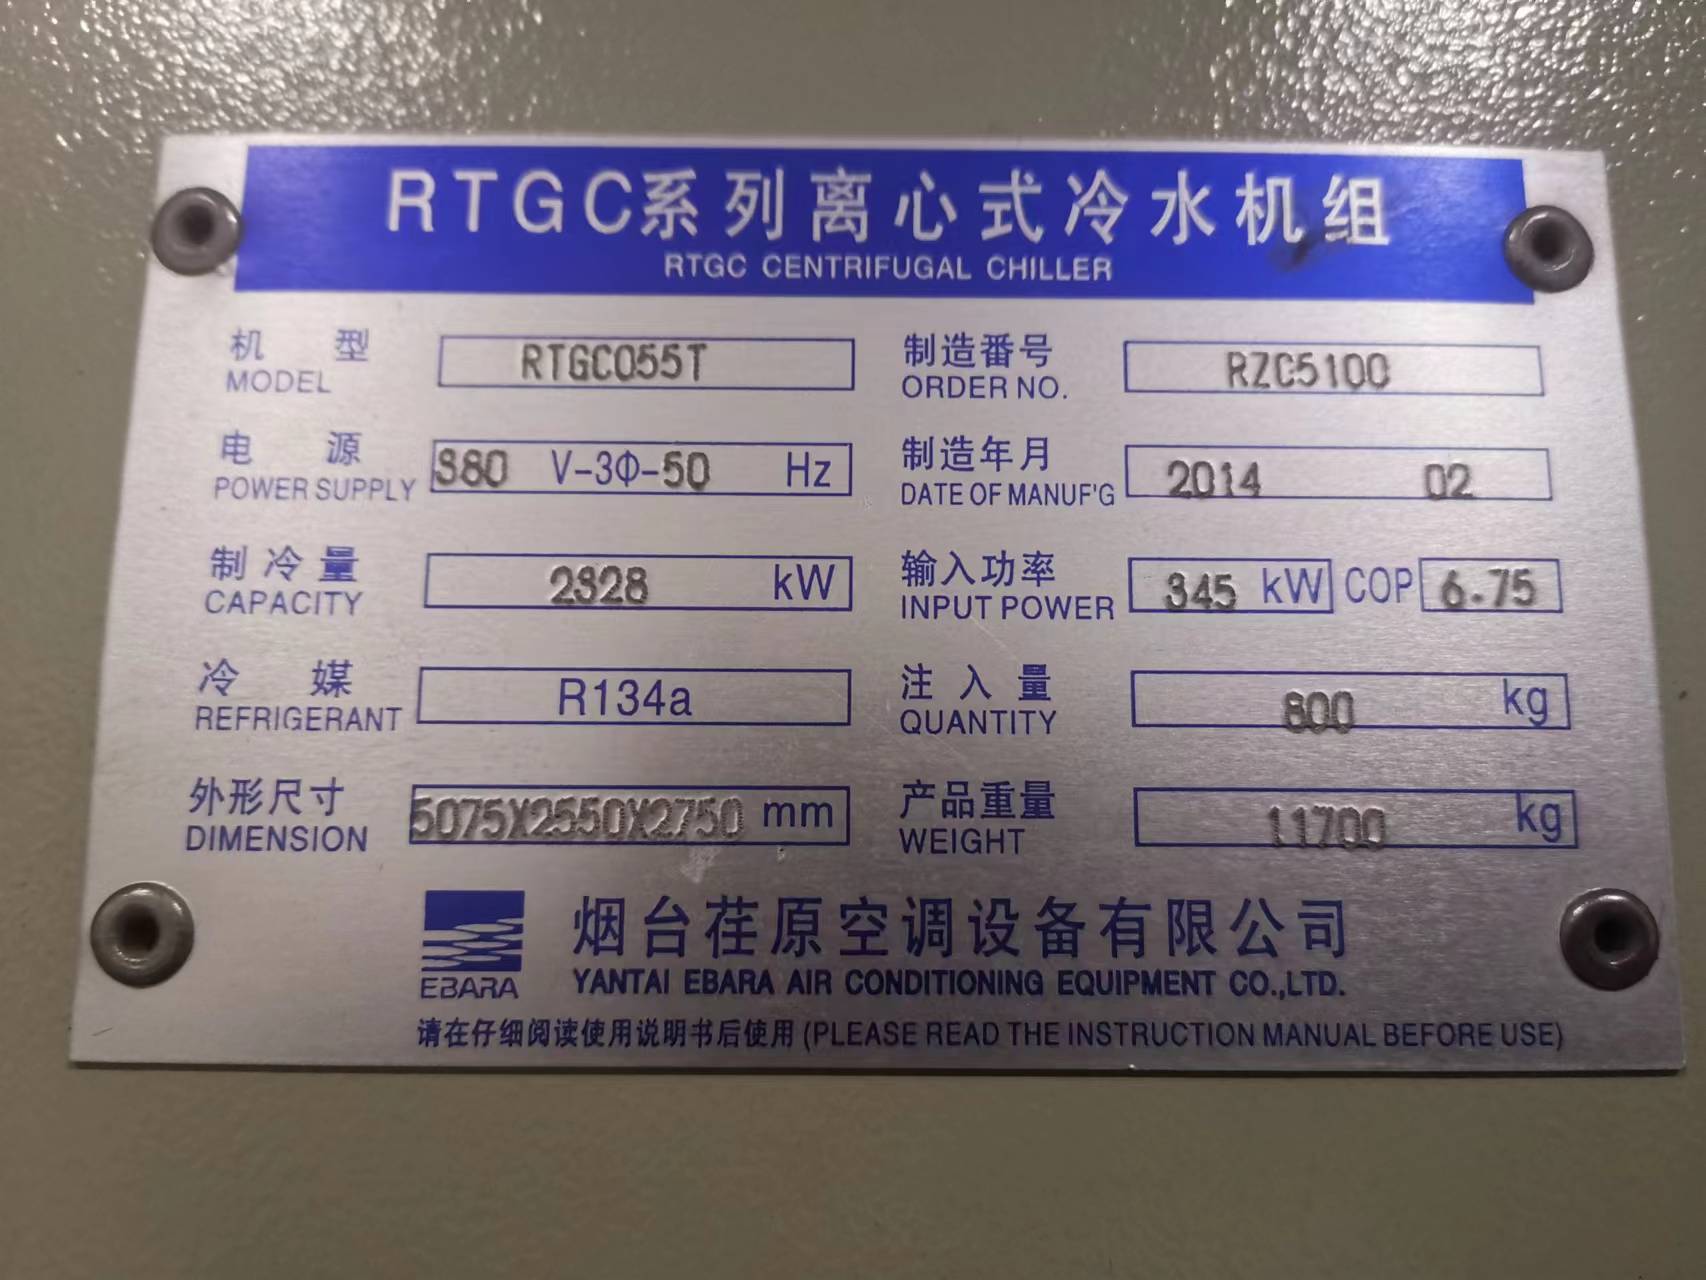 RTGC系列离心式冷水机组
RTGC CENTRIFUGAL CHILLER
机 型 RTGC055T 制造番号 RZC5100
MODEL ORDER NO.
电 源 380 V-3Φ-50 Hz 制造年月 2014 02
POWER SUPPLY DATE OF MANUF'G
制 冷 量 2328 kW 输入功率 345 kW COP 6.75
CAPACITY INPUT POWER
冷 媒 R134a 注 入 量 800 kg
REFRIGERANT QUANTITY
外形尺寸 5075X2550X2750 mm 产品重量 11700 kg
DIMENSION WEIGHT
烟台荏原空调设备有限公司
EBARA YANTAI EBARA AIR CONDITIONING EQUIPMENT CO.,LTD.
请在仔细阅读使用说明书后使用 (PLEASE READ THE INSTRUCTION MANUAL BEFORE USE)